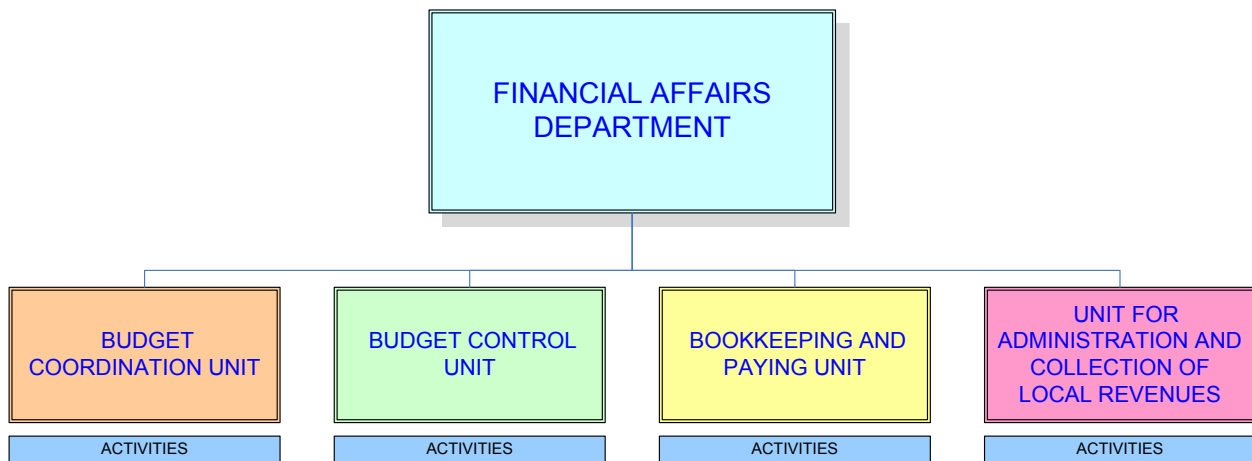 FINANCIAL AFFAIRS
DEPARTMENT
BUDGET
COORDINATION UNIT
BUDGET CONTROL
UNIT
BOOKKEEPING AND
PAYING UNIT
UNIT FOR
ADMINISTRATION AND
COLLECTION OF
LOCAL REVENUES
ACTIVITIES
ACTIVITIES
ACTIVITIES
ACTIVITIES